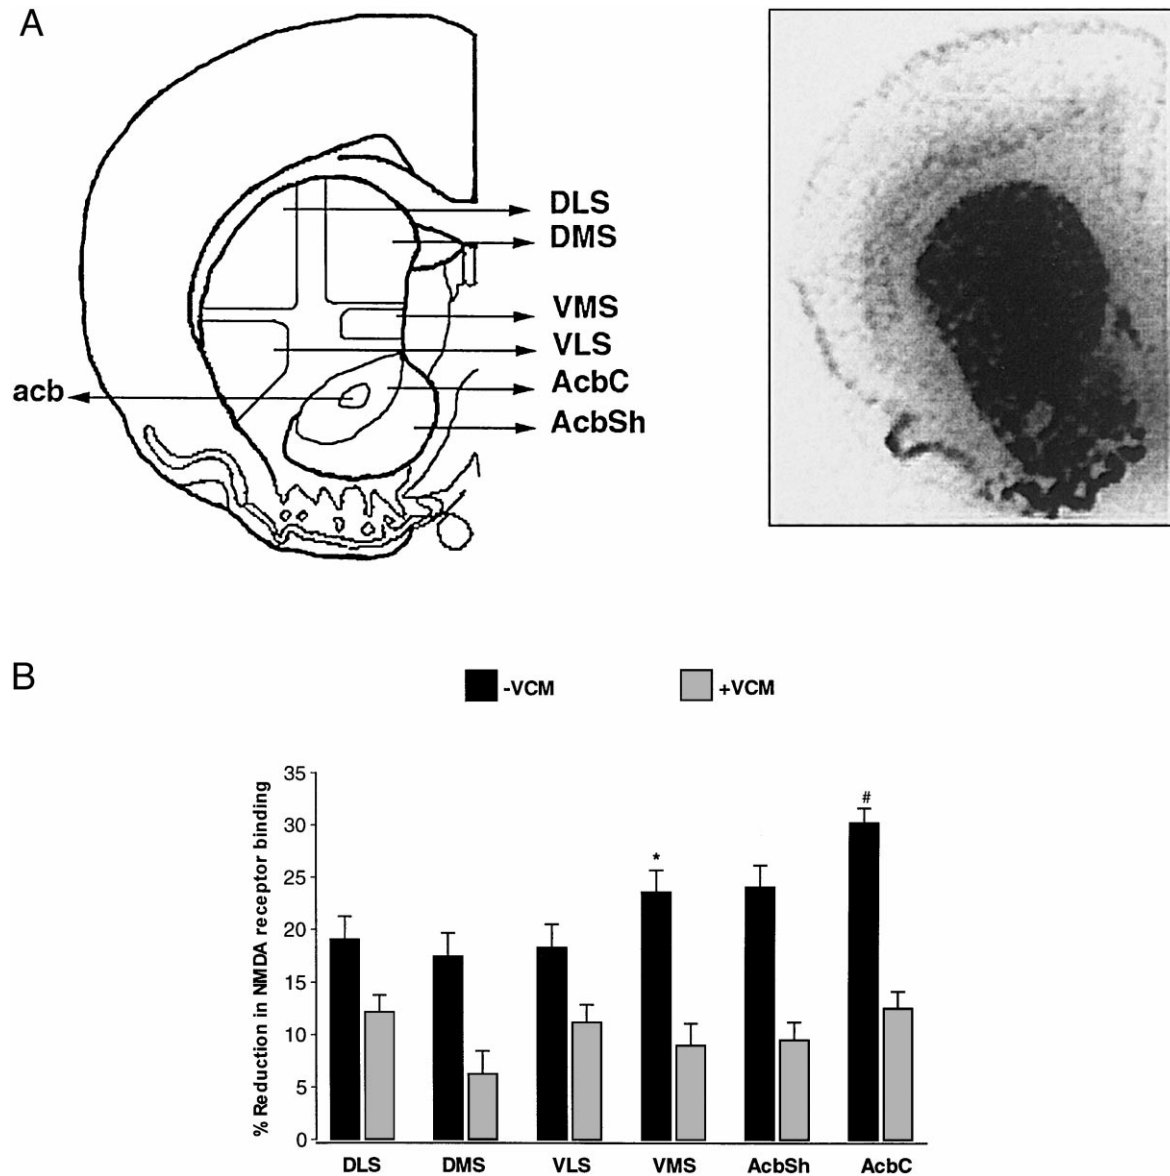 A
DLS
DMS
VMS
VLS
acb
AcbC
AcbSh
B
-VCM
+VCM
% Reduction in NMDA receptor binding
35
30
25
20
15
10
5
0
*
#
DLS
DMS
VLS
VMS
AcbSh
AcbC